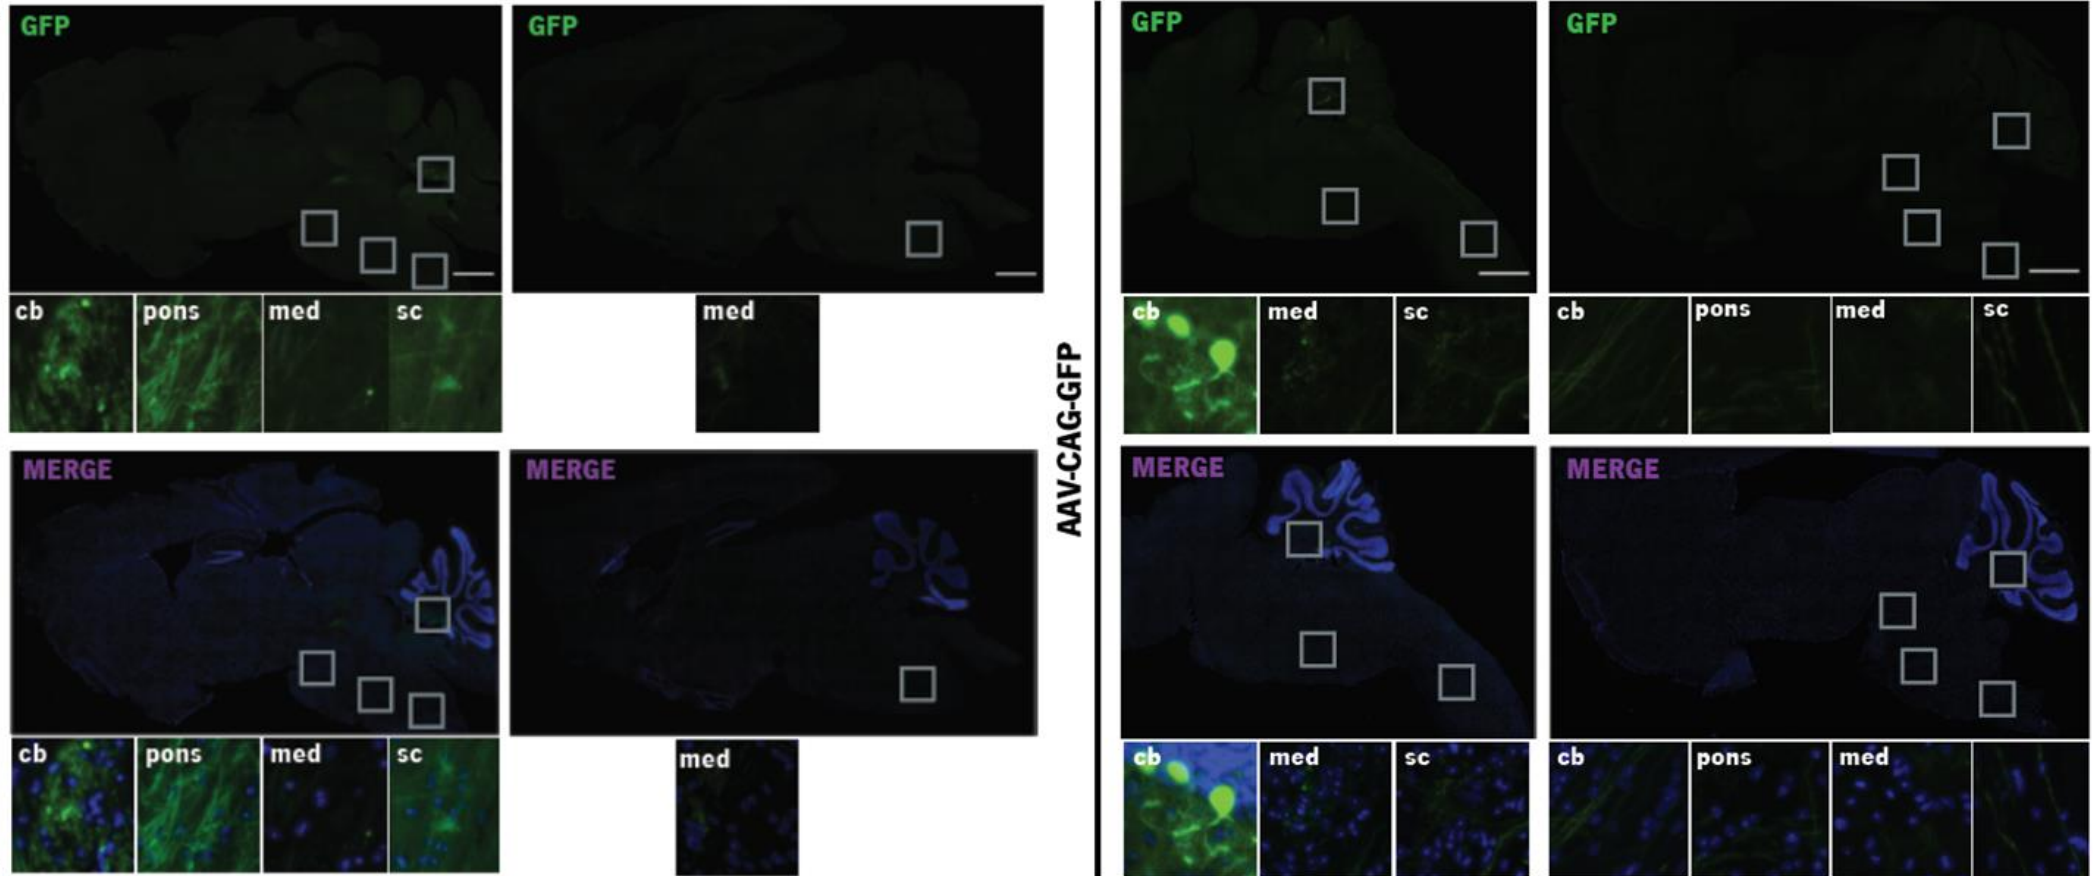 GFP
GFP
cb pons med sc
med
MERGE
MERGE
cb pons med sc
med
AAV-CAG-GFP
GFP
GFP
cb med sc
cb pons med sc
MERGE
MERGE
cb med sc
cb pons med